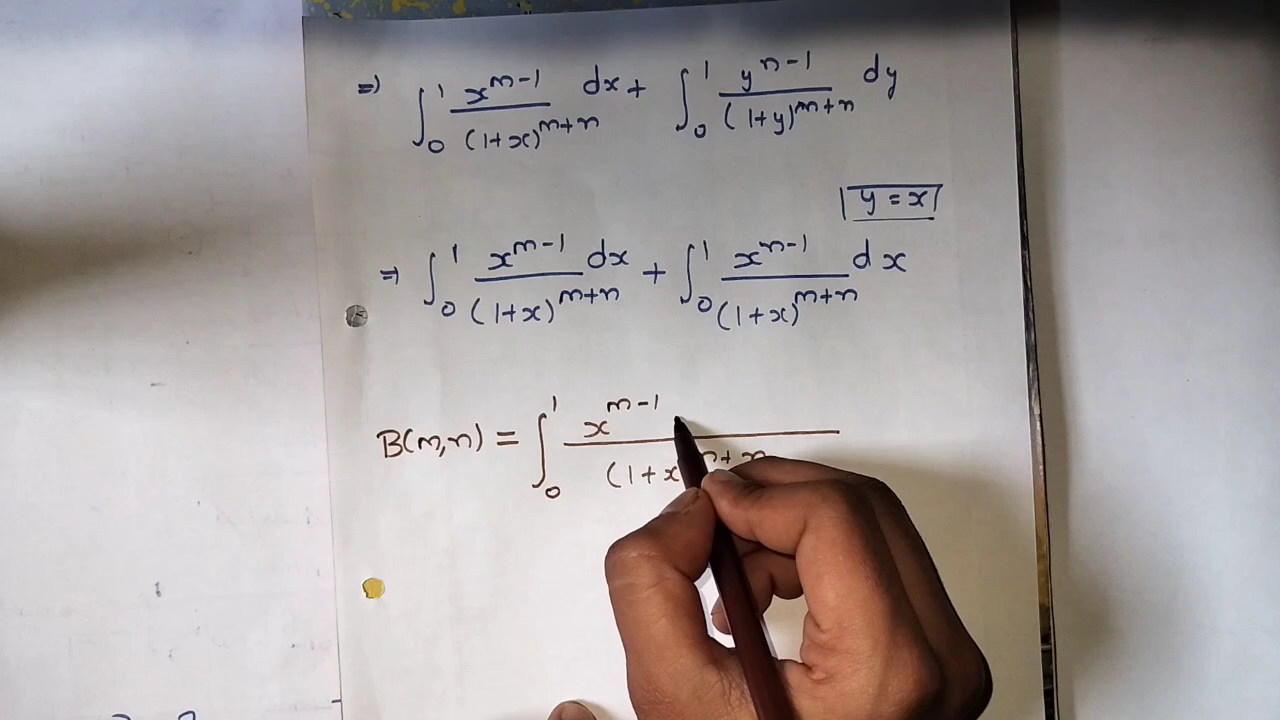 ⇒ ∫₀¹ x^(m-1)/(1+x)^(m+n) dx + ∫₀¹ y^(n-1)/(1+y)^(m+n) dy
y = x
⇒ ∫₀¹ x^(m-1)/(1+x)^(m+n) dx + ∫₀¹ x^(n-1)/(1+x)^(m+n) dx
B(m,n) = ∫₀¹ x^(m-1)/(1+x